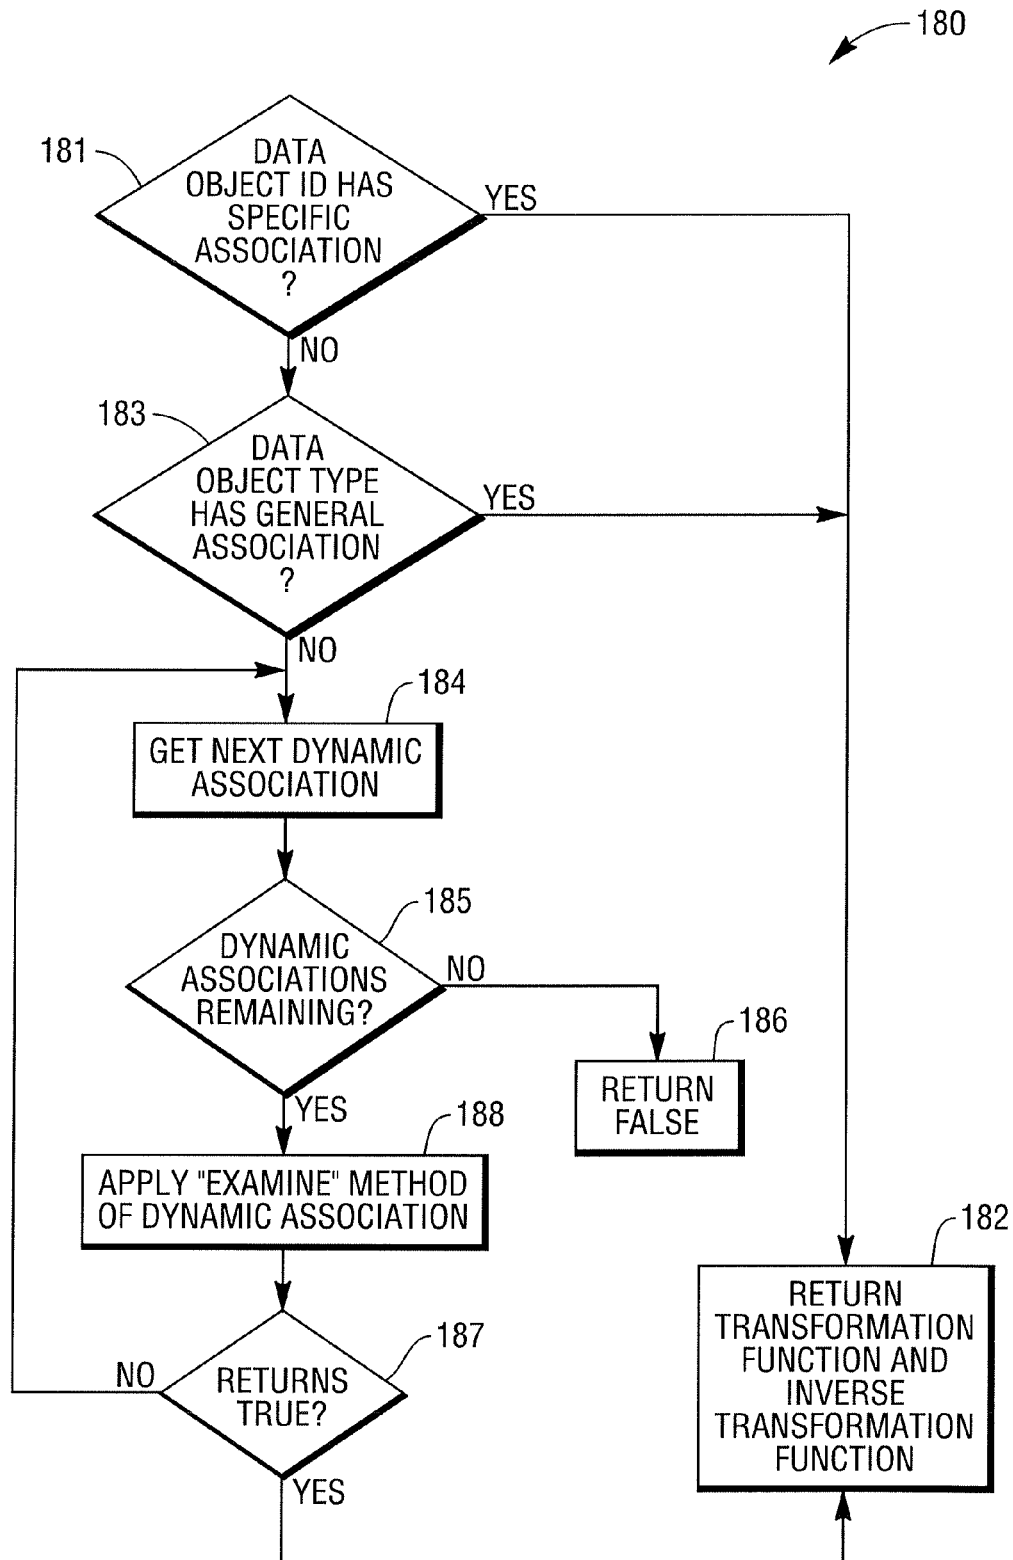 180
181
DATA
OBJECT ID HAS
SPECIFIC
ASSOCIATION
?
YES
NO
183
DATA
OBJECT TYPE
HAS GENERAL
ASSOCIATION
?
YES
NO
184
GET NEXT DYNAMIC
ASSOCIATION
185
DYNAMIC
ASSOCIATIONS
REMAINING?
NO
186
RETURN
FALSE
YES
188
APPLY "EXAMINE" METHOD
OF DYNAMIC ASSOCIATION
182
RETURN
TRANSFORMATION
FUNCTION AND
INVERSE
TRANSFORMATION
FUNCTION
187
NO
RETURNS
TRUE?
YES